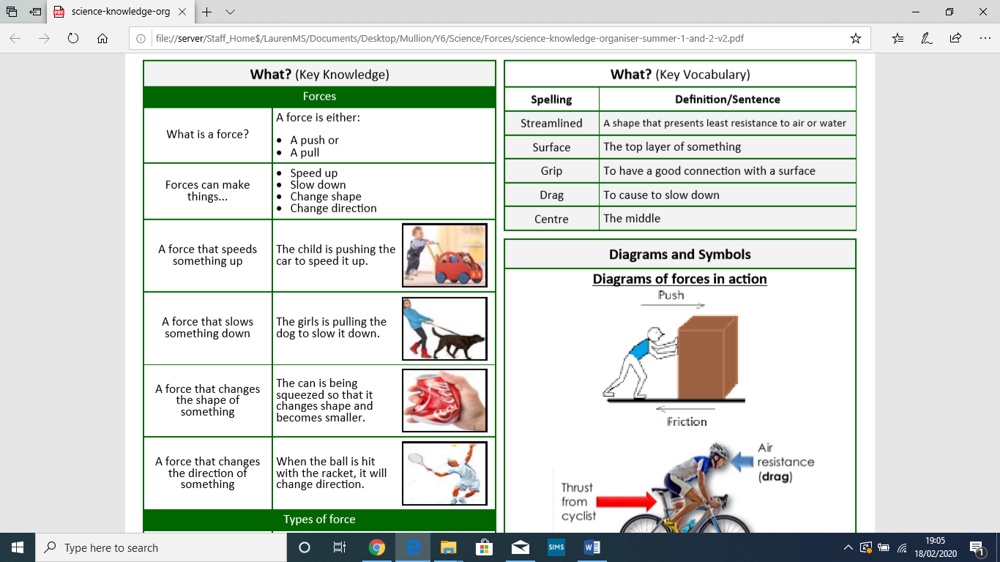 science-knowledge-org
file://server/Staff_Home$/LaurenMS/Documents/Desktop/Mullion/Y6/Science/Forces/science-knowledge-organiser-summer-1-and-2-v2.pdf
What? (Key Knowledge)
Forces
What is a force?
A force is either:
• A push or
• A pull
Forces can make
things...
• Speed up
• Slow down
• Change shape
• Change direction
A force that speeds
something up
The child is pushing the
car to speed it up.
A force that slows
something down
The girls is pulling the
dog to slow it down.
A force that changes
the shape of
something
The can is being
squeezed so that it
changes shape and
becomes smaller.
A force that changes
the direction of
something
When the ball is hit
with the racket, it will
change direction.
Types of force
What? (Key Vocabulary)
Spelling Definition/Sentence
Streamlined A shape that presents least resistance to air or water
Surface The top layer of something
Grip To have a good connection with a surface
Drag To cause to slow down
Centre The middle
Diagrams and Symbols
Diagrams of forces in action
Push
Friction
Air
resistance
(drag)
Thrust
from
cyclist
Type here to search
SIMS
19:05
18/02/2020
1